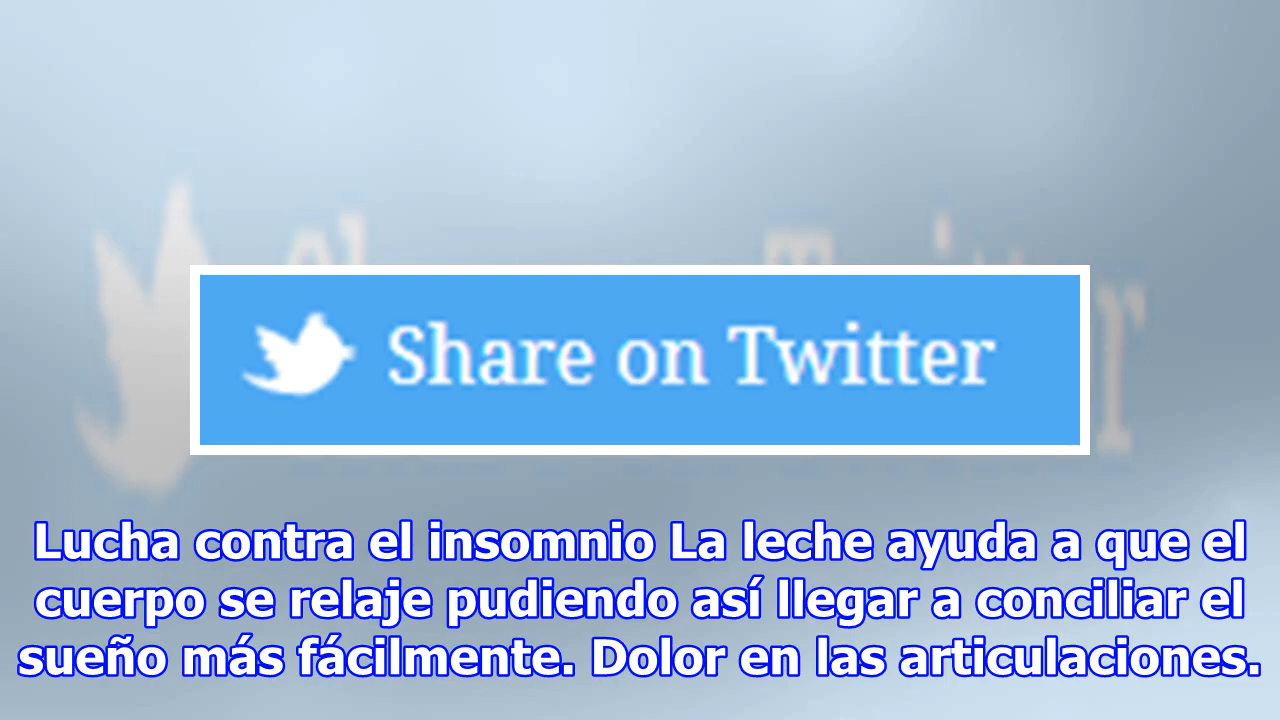 Share on Twitter
Lucha contra el insomnio La leche ayuda a que el
cuerpo se relaje pudiendo así llegar a conciliar el
sueño más fácilmente. Dolor en las articulaciones.